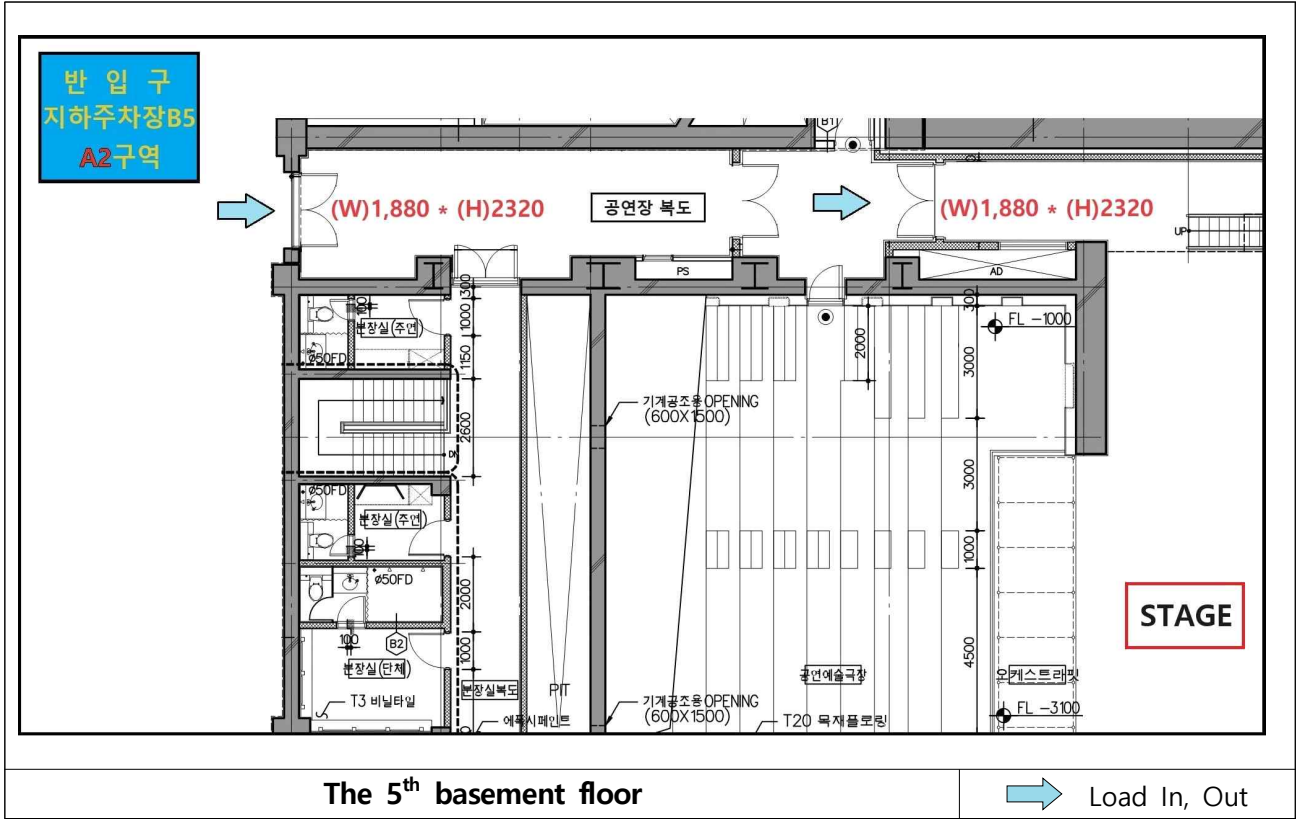 반 입 구
지하주차장B5
A2구역
B1
(W)1,880 * (H)2320
공연장 복도
(W)1,880 * (H)2320
UP
PS
AD
300
300
100
1000
분장실(주연)
ø50FD
1150
2000
3000
FL -1000
기계공조용OPENING
(600X1500)
2600
DN
3000
ø50FD
분장실(주연)
100
1000
ø50FD
2000
STAGE
100
B2
1000
4500
분장실(단체)
공연예술극장
오케스트라핏
분장실복도
PIT
T3 비닐타일
기계공조용OPENING
(600X1500)
에폭시페인트
T20 목재플로링
FL -3100
The 5th basement floor
Load In, Out